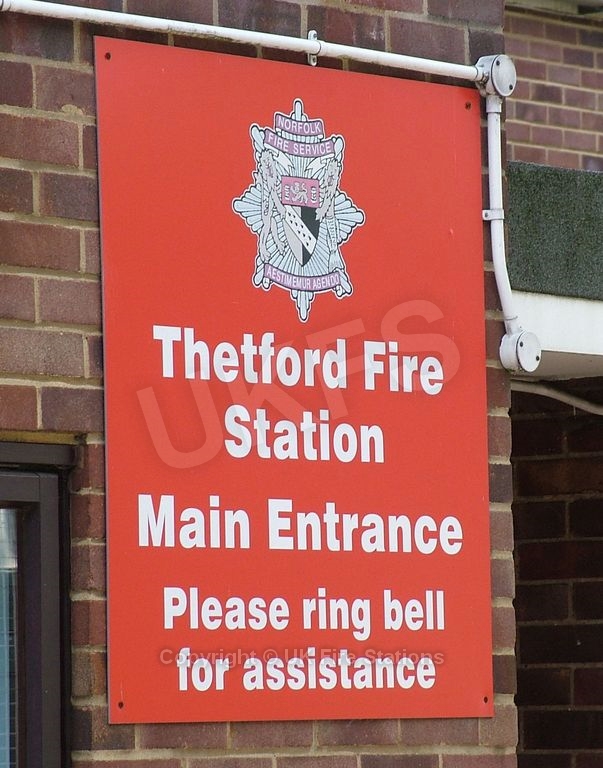 NORFOLK
FIRE SERVICE
AESTIMEMUR AGENDO
Thetford Fire
Station
Main Entrance
Please ring bell
for assistance
UKFS
Copyright © UK Fire Stations